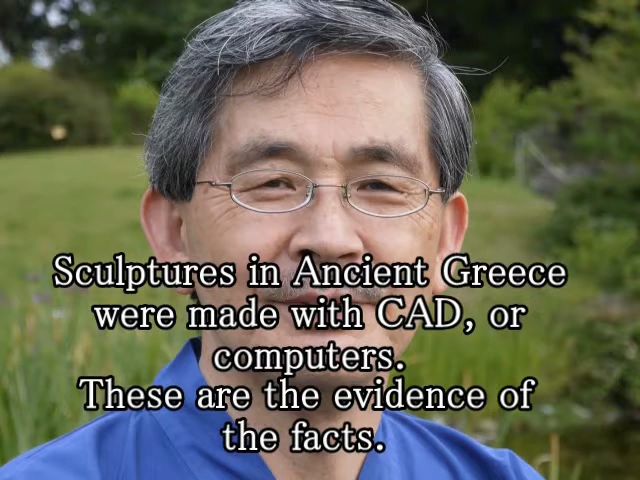 Sculptures in Ancient Greece
were made with CAD, or
computers.
These are the evidence of
the facts.